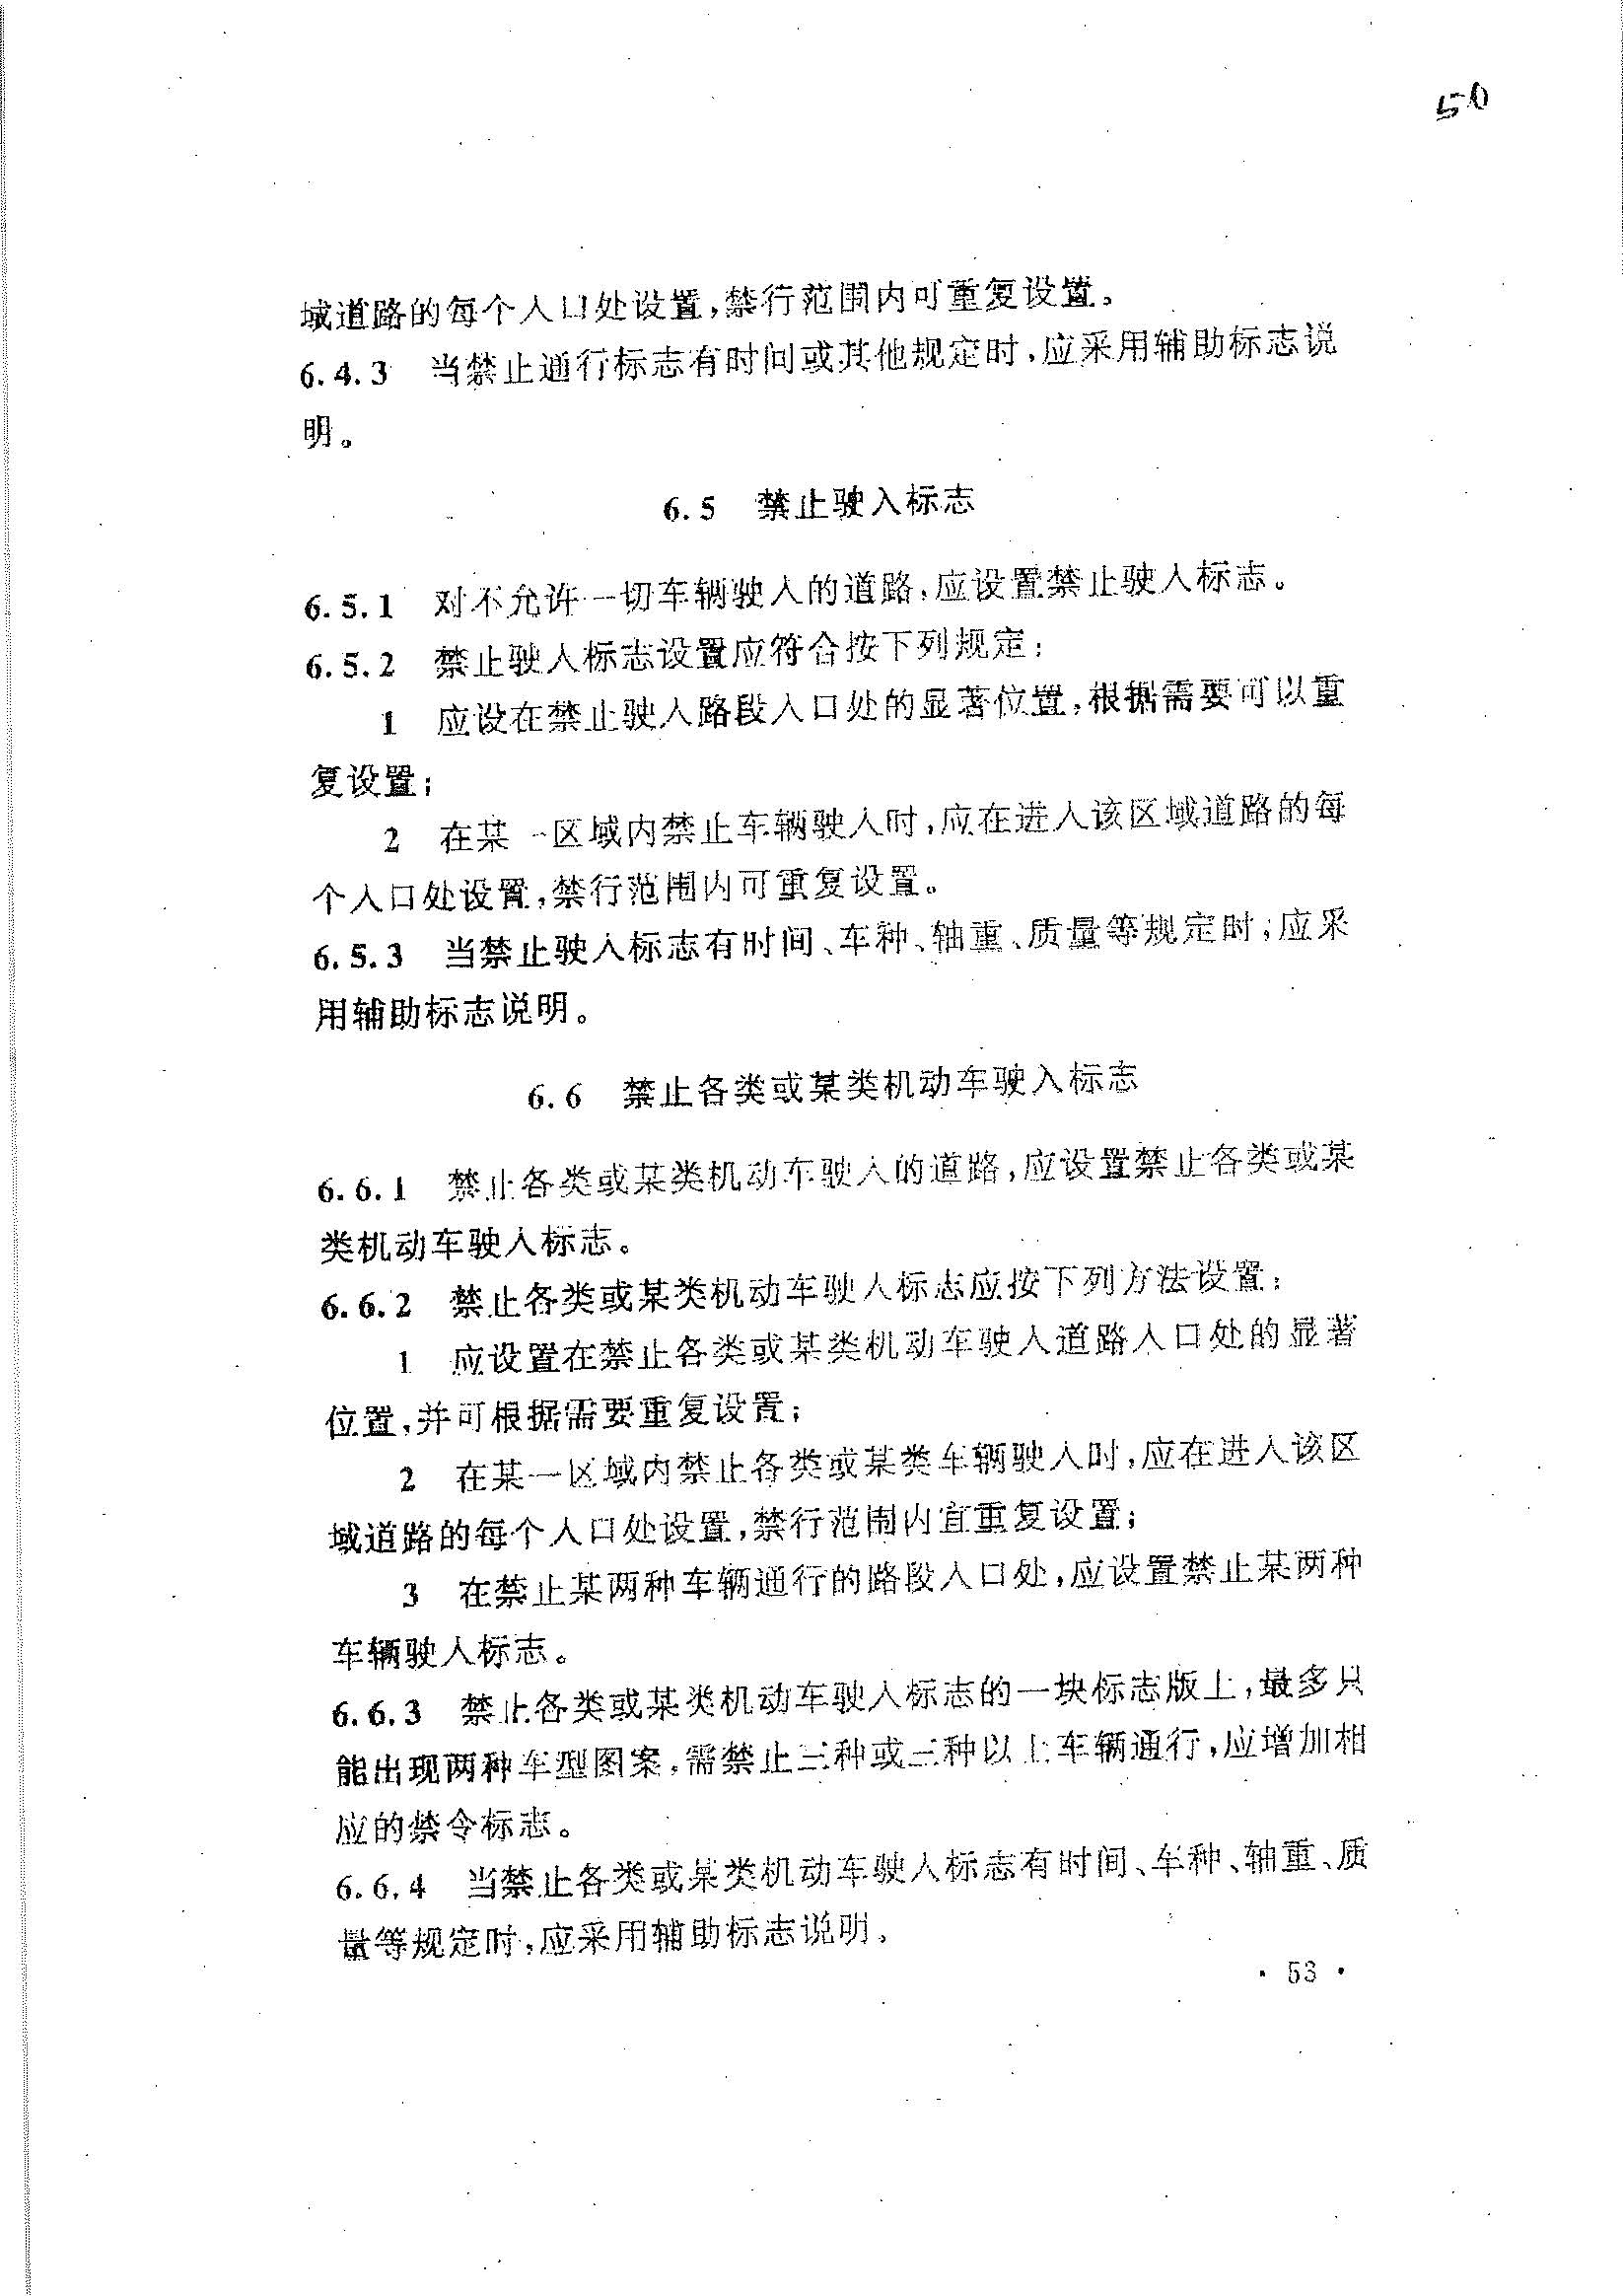 50
域道路的每个入口处设置,禁行范围内可重复设置。
6.4.3 当禁止通行标志有时间或其他规定时,应采用辅助标志说
明。
6.5 禁止驶入标志
6.5.1 对不允许一切车辆驶入的道路,应设置禁止驶入标志。
6.5.2 禁止驶入标志设置应符合按下列规定:
1 应设在禁止驶入路段入口处的显著位置,根据需要可以重
复设置;
2 在某一区域内禁止车辆驶入时,应在进入该区域道路的每
个入口处设置,禁行范围内可重复设置。
6.5.3 当禁止驶入标志有时间、车种、轴重、质量等规定时,应采
用辅助标志说明。
6.6 禁止各类或某类机动车驶入标志
6.6.1 禁止各类或某类机动车驶入的道路,应设置禁止各类或某
类机动车驶入标志。
6.6.2 禁止各类或某类机动车驶入标志应按下列方法设置:
1 应设置在禁止各类或某类机动车驶入道路入口处的显著
位置,并可根据需要重复设置;
2 在某一区域内禁止各类或某类车辆驶入时,应在进入该区
域道路的每个入口处设置,禁行范围内宜重复设置;
3 在禁止某两种车辆通行的路段入口处,应设置禁止某两种
车辆驶入标志。
6.6.3 禁止各类或某类机动车驶入标志的一块标志版上,最多只
能出现两种车型图案,需禁止三种或三种以上车辆通行,应增加相
应的禁令标志。
6.6.4 当禁止各类或某类机动车驶入标志有时间、车种、轴重、质
量等规定时,应采用辅助标志说明。
· 53 ·